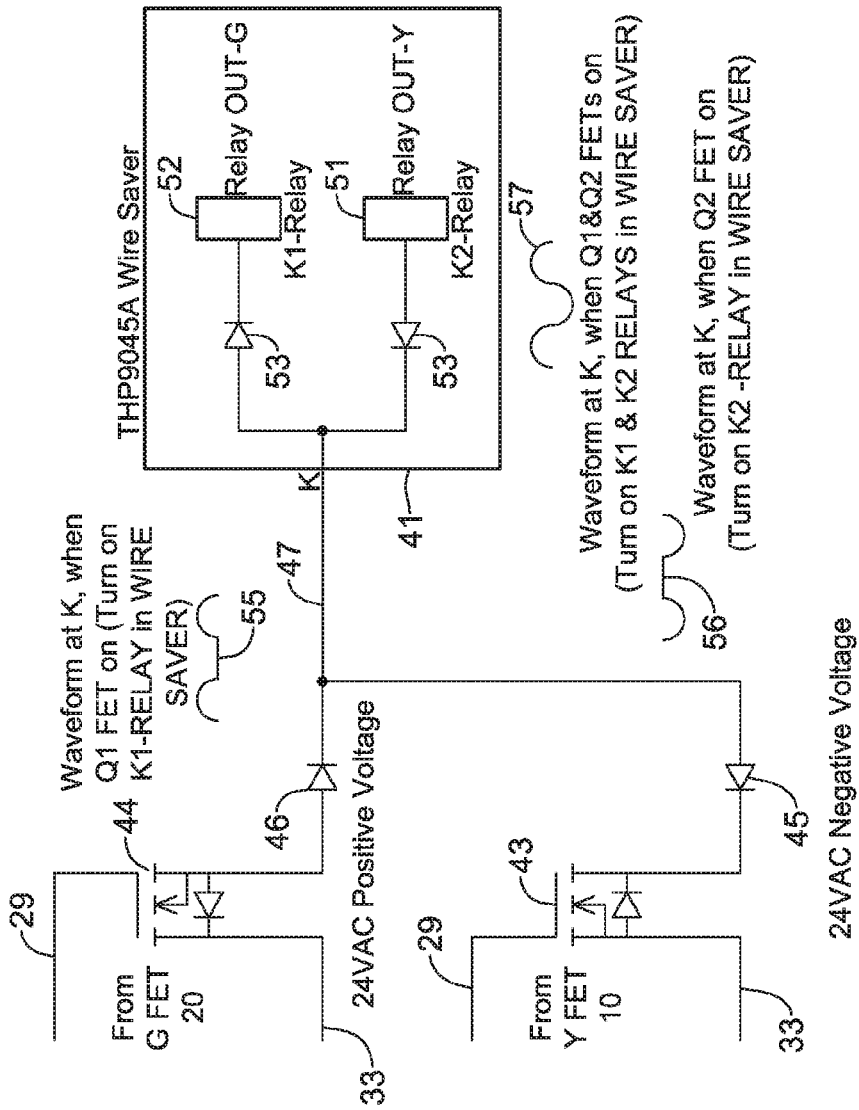 THP9045A Wire Saver
52
Relay OUT-G
K1-Relay
53
51
Relay OUT-Y
K2-Relay
53
K
41
47
Waveform at K, when
Q1 FET on (Turn on
K1-RELAY in WIRE
SAVER)
55
57
Waveform at K, when Q1&Q2 FETs on
(Turn on K1 & K2 RELAYS in WIRE SAVER)
56
Waveform at K, when Q2 FET on
(Turn on K2 -RELAY in WIRE SAVER)
29
44
From
G FET
20
46
24VAC Positive Voltage
33
29
43
From
Y FET
10
45
24VAC Negative Voltage
33